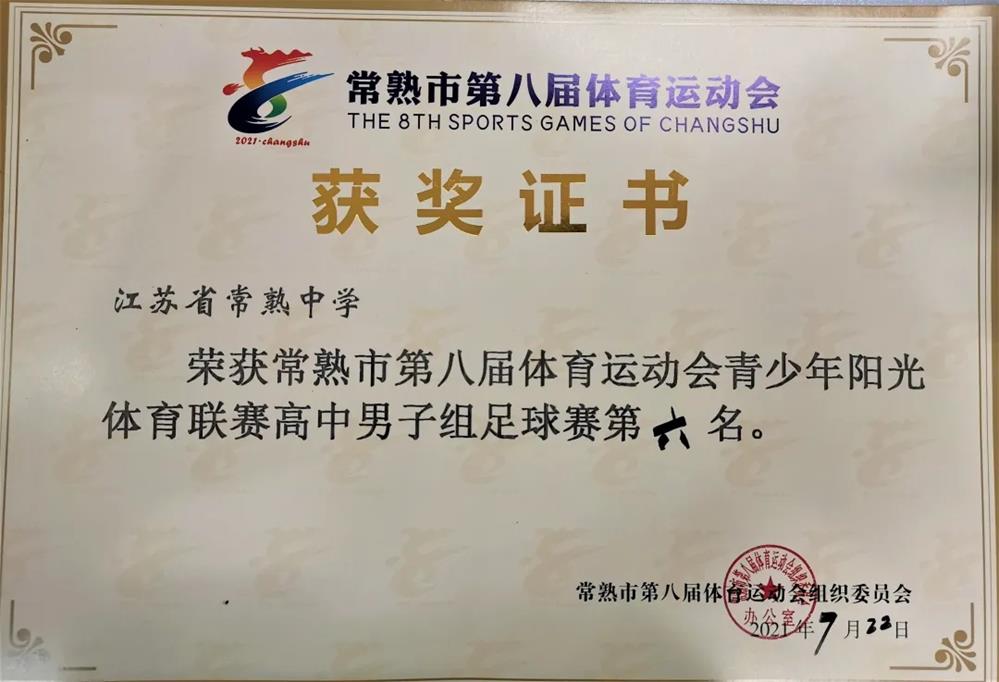 常熟市第八届体育运动会
THE 8TH SPORTS GAMES OF CHANGSHU
2021·changshu
获奖证书
江苏省常熟中学
荣获常熟市第八届体育运动会青少年阳光
体育联赛高中男子组足球赛第六名。
常熟市第八届体育运动会组织委员会
办公室
2021年7月22日